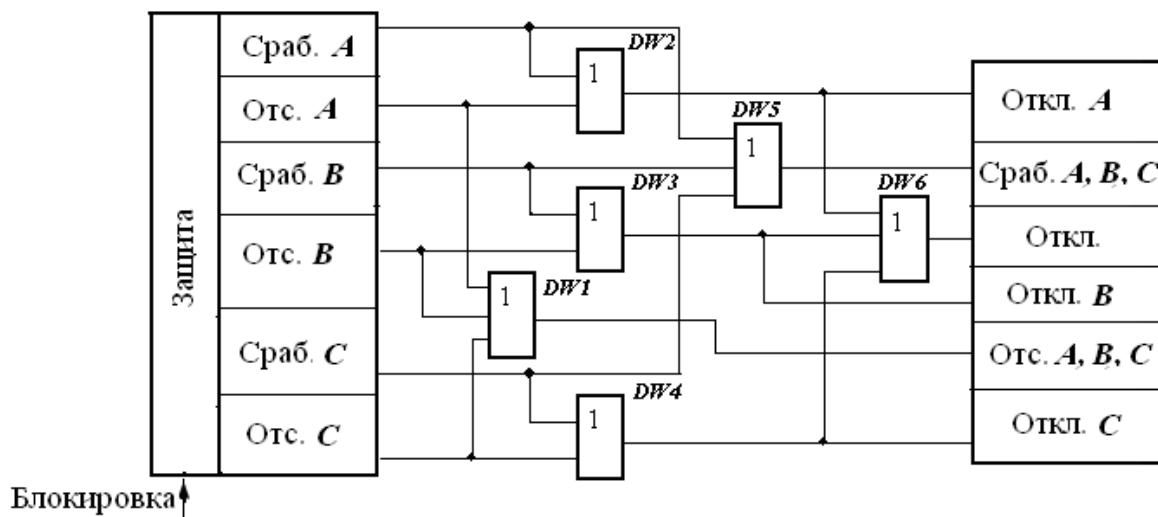 Защита
Сраб. A
Отс. A
Сраб. B
Отс. B
Сраб. C
Отс. C
Блокировка
DW2
1
DW5
1
DW3
1
DW6
1
DW1
1
DW4
1
Откл. A
Сраб. A, B, C
Откл.
Откл. B
Отс. A, B, C
Откл. C